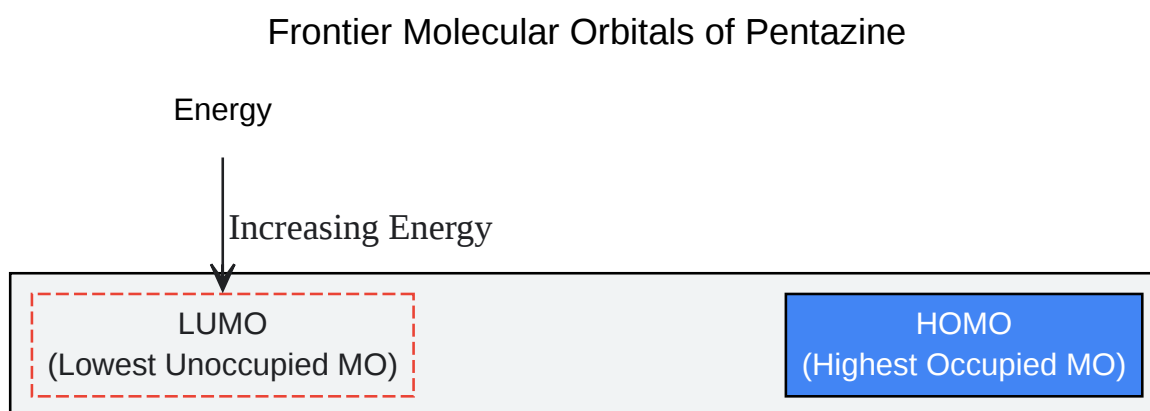 Frontier Molecular Orbitals of Pentazine
Energy
Increasing Energy
LUMO
(Lowest Unoccupied MO)
HOMO
(Highest Occupied MO)